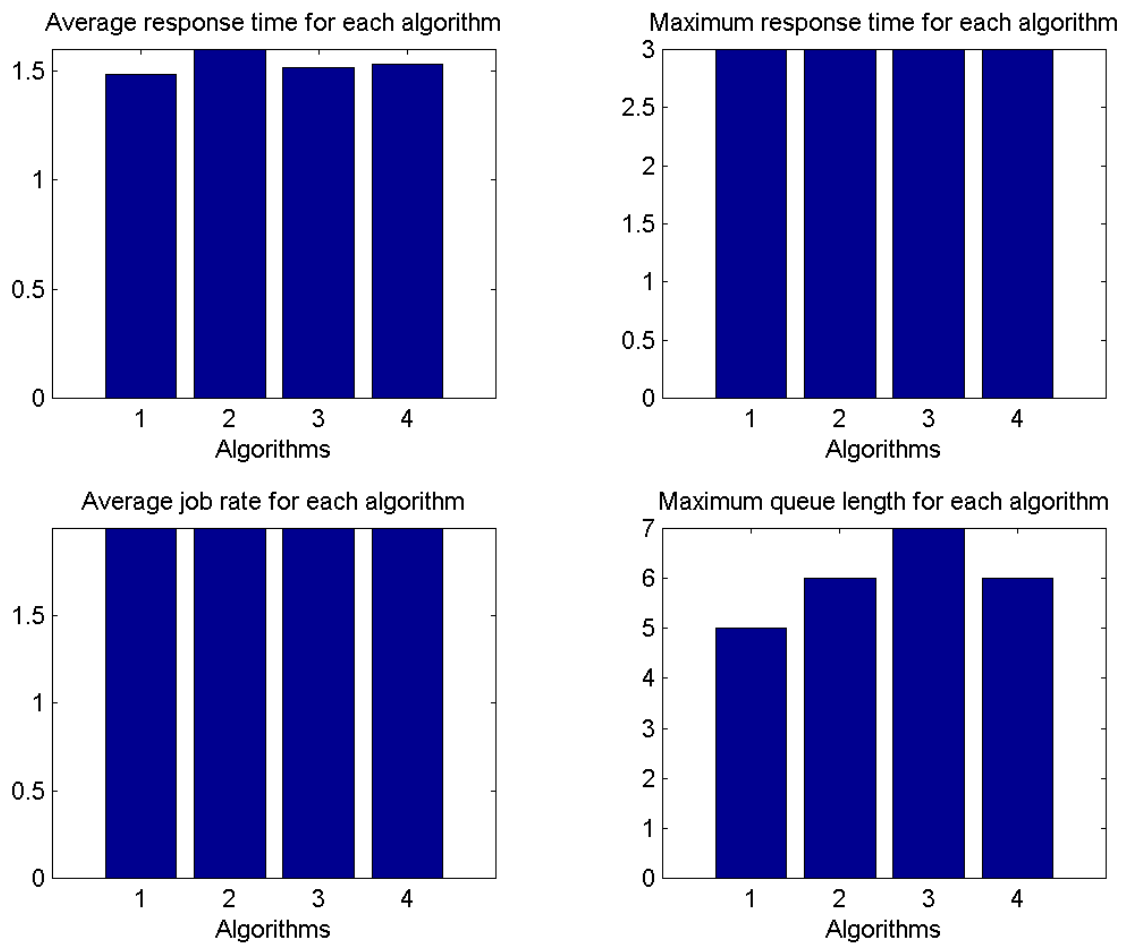 Average response time for each algorithm
1.5
1
0.5
0
1 2 3 4
Algorithms
Maximum response time for each algorithm
3
2.5
2
1.5
1
0.5
0
1 2 3 4
Algorithms
Average job rate for each algorithm
1.5
1
0.5
0
1 2 3 4
Algorithms
Maximum queue length for each algorithm
7
6
5
4
3
2
1
0
1 2 3 4
Algorithms